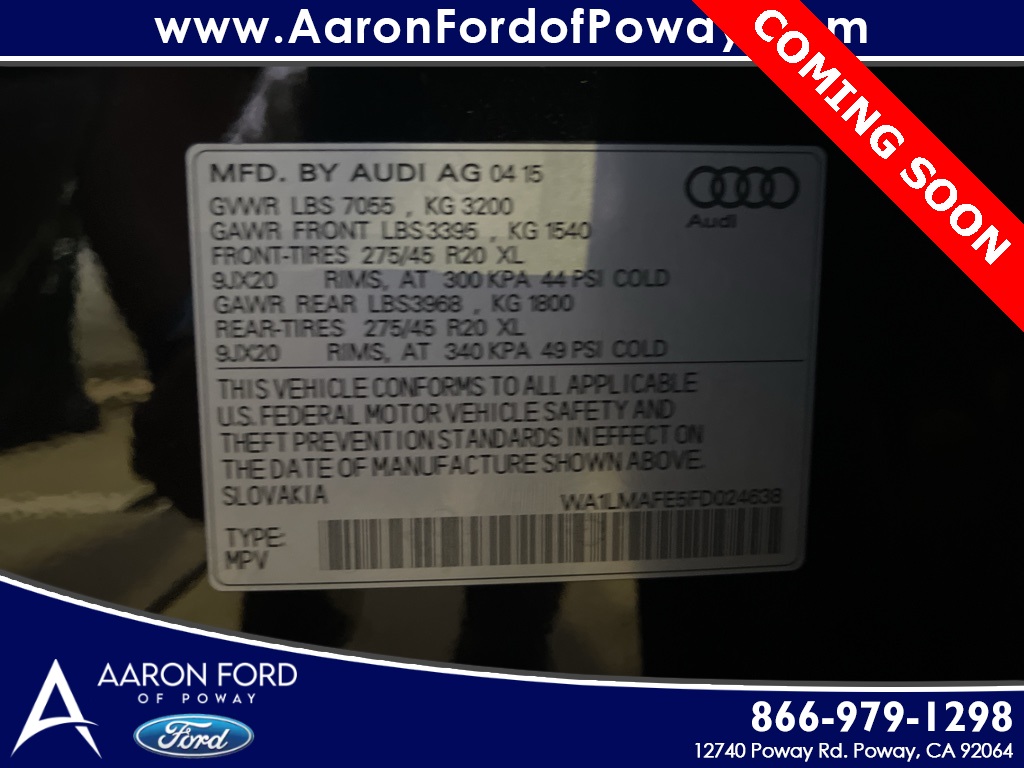 www.AaronFordofPoway. m
COMING SOON
MFD. BY AUDI AG 04 15
GVWR LBS 7055 , KG 3200
GAWR FRONT LBS3395 , KG 1540
FRONT-TIRES 275/45 R20 XL
9JX20 RIMS, AT 300 KPA 44 PSI COLD
GAWR REAR LBS3968 , KG 1800
REAR-TIRES 275/45 R20 XL
9JX20 RIMS, AT 340 KPA 49 PSI COLD
Audi
THIS VEHICLE CONFORMS TO ALL APPLICABLE
U.S. FEDERAL MOTOR VEHICLE SAFETY AND
THEFT PREVENTION STANDARDS IN EFFECT ON
THE DATE OF MANUFACTURE SHOWN ABOVE.
SLOVAKIA WA1LMAFE5FD024638
TYPE:
MPV
AARON FORD
OF POWAY
Ford
866-979-1298
12740 Poway Rd. Poway, CA 92064